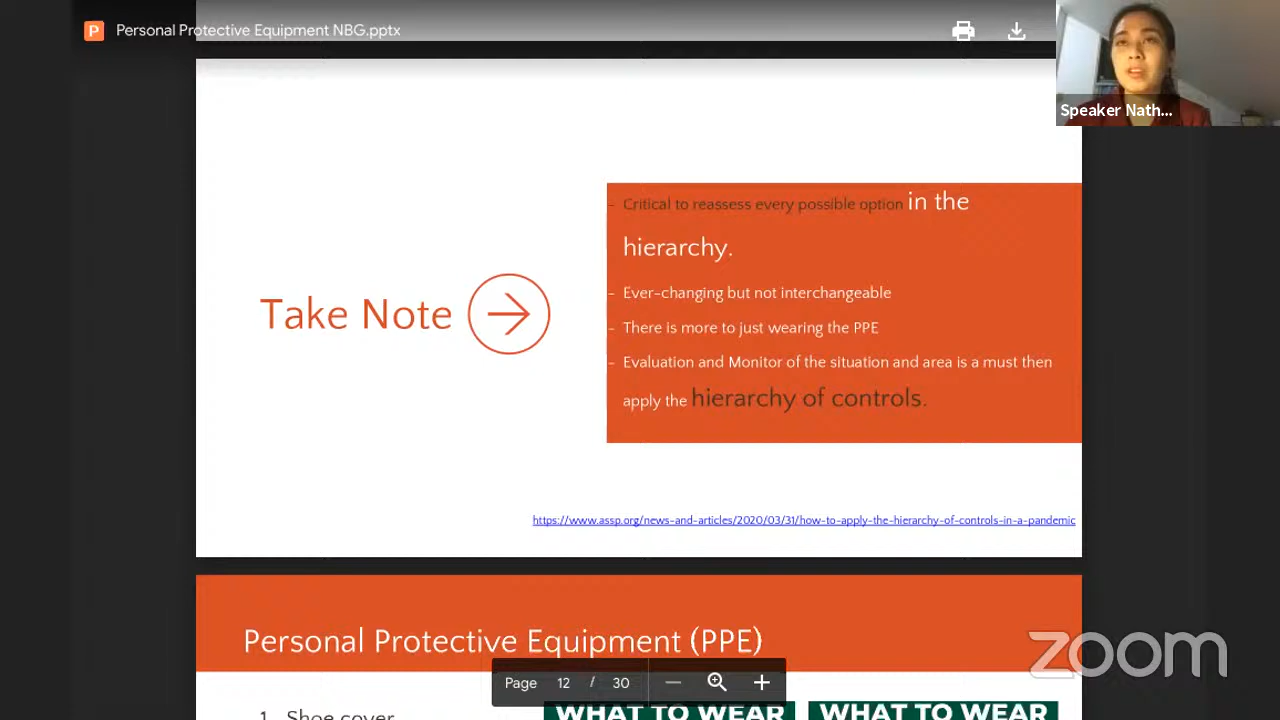 P Personal Protective Equipment NBG.pptx
Speaker Nath...
- Critical to reassess every possible option in the
hierarchy.
- Ever-changing but not interchangeable
- There is more to just wearing the PPE
- Evaluation and Monitor of the situation and area is a must then
apply the hierarchy of controls.
Take Note
https://www.assp.org/news-and-articles/2020/03/31/how-to-apply-the-hierarchy-of-controls-in-a-pandemic
Personal Protective Equipment (PPE)
zoom
Page 12 / 30
1. Shoe cover
WHAT TO WEAR
WHAT TO WEAR